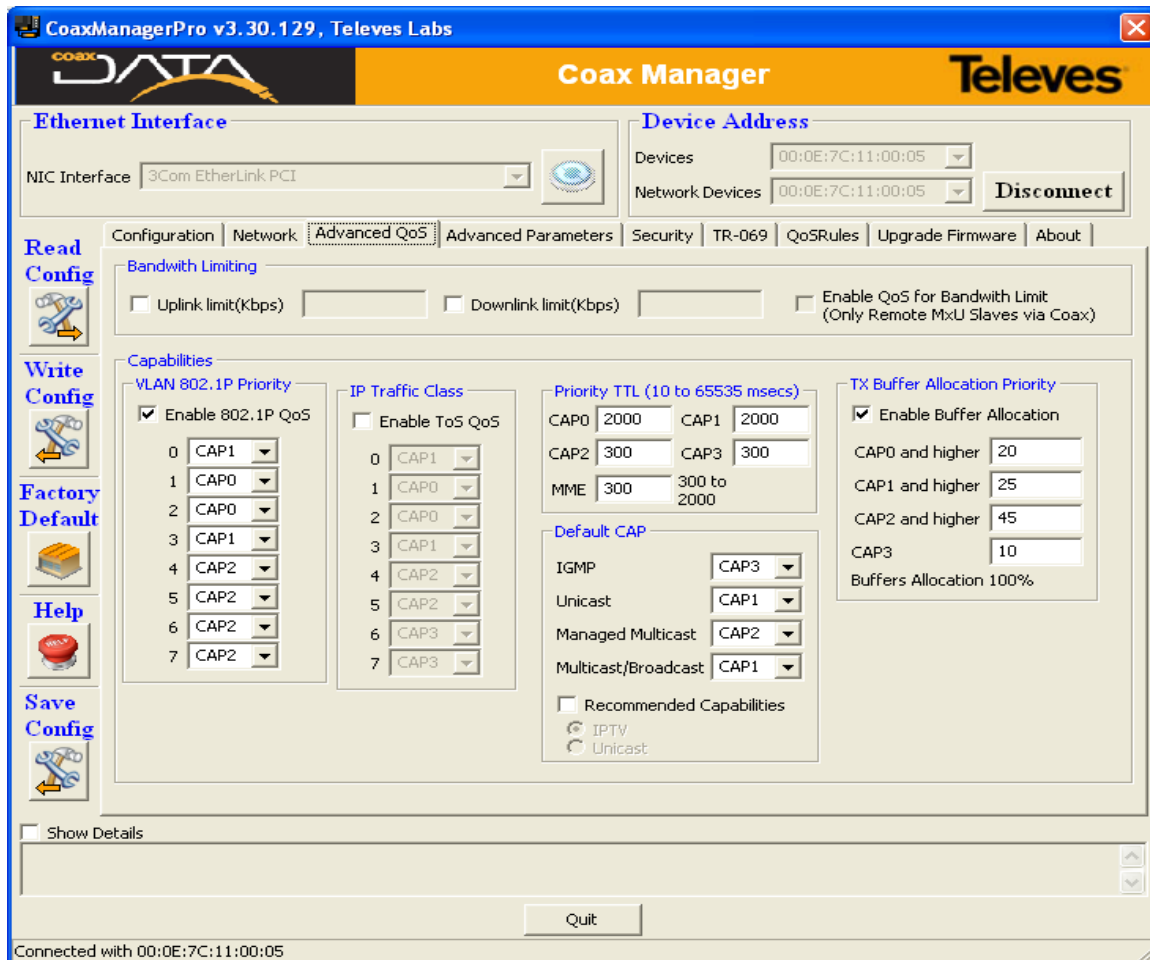 CoaxManagerPro v3.30.129, Televes Labs
coax DATA
Coax Manager
Televes
Ethernet Interface
NIC Interface 3Com EtherLink PCI
Device Address
Devices 00:0E:7C:11:00:05
Network Devices 00:0E:7C:11:00:05
Disconnect
Read Config
Write Config
Factory Default
Help
HELP
Save Config
Configuration Network Advanced QoS Advanced Parameters Security TR-069 QoSRules Upgrade Firmware About
Bandwith Limiting
Uplink limit(Kbps) Downlink limit(Kbps) Enable QoS for Bandwith Limit
(Only Remote MxU Slaves via Coax)
Capabilities
VLAN 802.1P Priority
Enable 802.1P QoS
0 CAP1
1 CAP0
2 CAP0
3 CAP1
4 CAP2
5 CAP2
6 CAP2
7 CAP2
IP Traffic Class
Enable ToS QoS
0 CAP1
1 CAP0
2 CAP0
3 CAP1
4 CAP2
5 CAP2
6 CAP3
7 CAP3
Priority TTL (10 to 65535 msecs)
CAP0 2000 CAP1 2000
CAP2 300 CAP3 300
MME 300 300 to 2000
Default CAP
IGMP CAP3
Unicast CAP1
Managed Multicast CAP2
Multicast/Broadcast CAP1
Recommended Capabilities
IPTV
Unicast
TX Buffer Allocation Priority
Enable Buffer Allocation
CAP0 and higher 20
CAP1 and higher 25
CAP2 and higher 45
CAP3 10
Buffers Allocation 100%
Show Details
Quit
Connected with 00:0E:7C:11:00:05